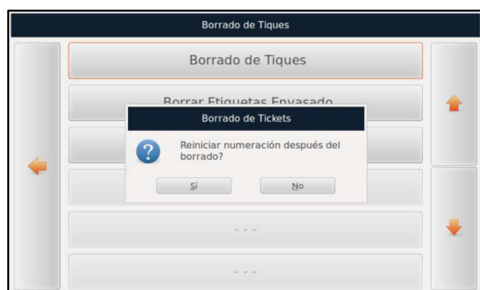 Borrado de Tiques
Borrado de Tiques
Borrar Etiquetas Envasado
Borrado de Tickets
Reiniciar numeración después del
borrado?
Sí
No
- - -
- - -